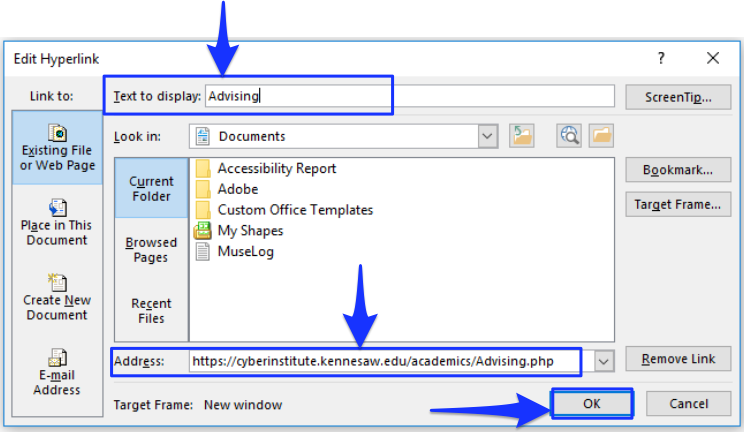 Edit Hyperlink ? X
Link to:
Text to display: Advising
ScreenTip...
Existing File
or Web Page
Place in This
Document
Create New
Document
E-mail
Address
Look in: Documents
Current
Folder
Browsed
Pages
Recent
Files
Accessibility Report
Adobe
Custom Office Templates
My Shapes
MuseLog
Bookmark...
Target Frame...
Address: https://cyberinstitute.kennesaw.edu/academics/Advising.php
Remove Link
Target Frame: New window
OK
Cancel